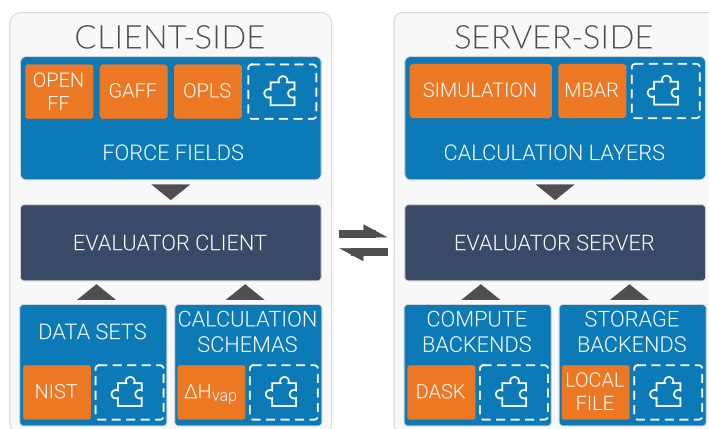 CLIENT-SIDE
OPEN
FF
GAFF
OPLS
FORCE FIELDS
EVALUATOR CLIENT
DATA SETS
NIST
CALCULATION
SCHEMAS
ΔHvap
SERVER-SIDE
SIMULATION
MBAR
CALCULATION LAYERS
EVALUATOR SERVER
COMPUTE
BACKENDS
DASK
STORAGE
BACKENDS
LOCAL
FILE